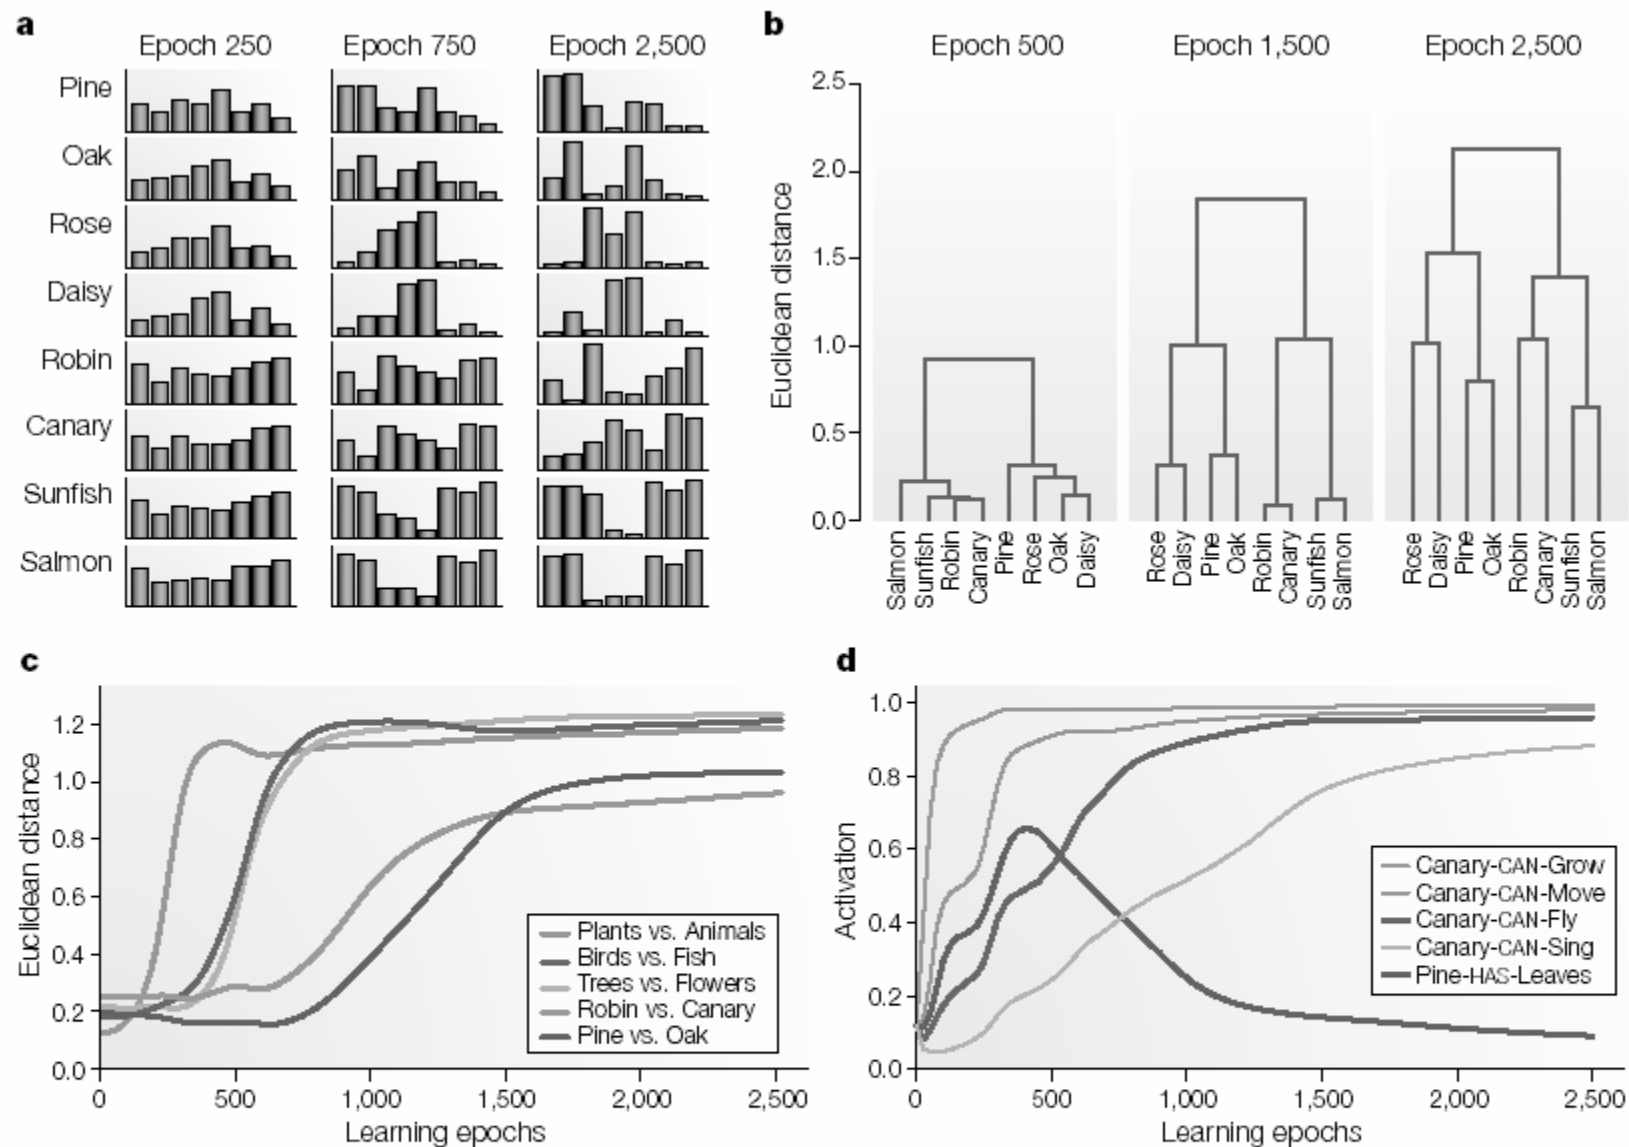 a
Epoch 250
Epoch 750
Epoch 2,500
Pine
Oak
Rose
Daisy
Robin
Canary
Sunfish
Salmon
b
Epoch 500
Epoch 1,500
Epoch 2,500
Euclidean distance
2.5
2.0
1.5
1.0
0.5
0.0
Salmon
Sunfish
Robin
Canary
Pine
Rose
Oak
Daisy
Rose
Daisy
Pine
Oak
Robin
Canary
Sunfish
Salmon
Rose
Daisy
Pine
Oak
Robin
Canary
Sunfish
Salmon
c
Euclidean distance
1.2
1.0
0.8
0.6
0.4
0.2
0.0
0
500
1,000
1,500
2,000
2,500
Learning epochs
Plants vs. Animals
Birds vs. Fish
Trees vs. Flowers
Robin vs. Canary
Pine vs. Oak
d
Activation
1.0
0.8
0.6
0.4
0.2
0.0
0
500
1,000
1,500
2,000
2,500
Learning epochs
Canary-CAN-Grow
Canary-CAN-Move
Canary-CAN-Fly
Canary-CAN-Sing
Pine-HAS-Leaves